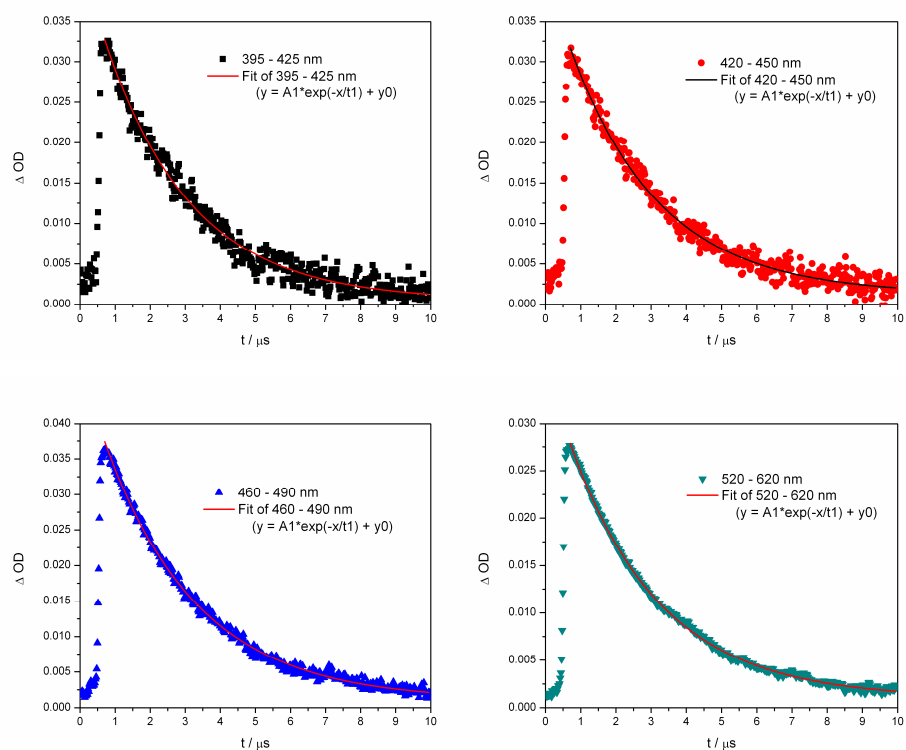 0.035
0.030
0.025
0.020
0.015
0.010
0.005
0.000
Δ OD
395 - 425 nm
Fit of 395 - 425 nm
(y = A1*exp(-x/t1) + y0)
0 1 2 3 4 5 6 7 8 9 10
t / μs
0.035
0.030
0.025
0.020
0.015
0.010
0.005
0.000
Δ OD
420 - 450 nm
Fit of 420 - 450 nm
(y = A1*exp(-x/t1) + y0)
0 1 2 3 4 5 6 7 8 9 10
t / μs
0.040
0.035
0.030
0.025
0.020
0.015
0.010
0.005
0.000
Δ OD
460 - 490 nm
Fit of 460 - 490 nm
(y = A1*exp(-x/t1) + y0)
0 1 2 3 4 5 6 7 8 9 10
t / μs
0.030
0.025
0.020
0.015
0.010
0.005
0.000
Δ OD
520 - 620 nm
Fit of 520 - 620 nm
(y = A1*exp(-x/t1) + y0)
0 1 2 3 4 5 6 7 8 9 10
t / μs